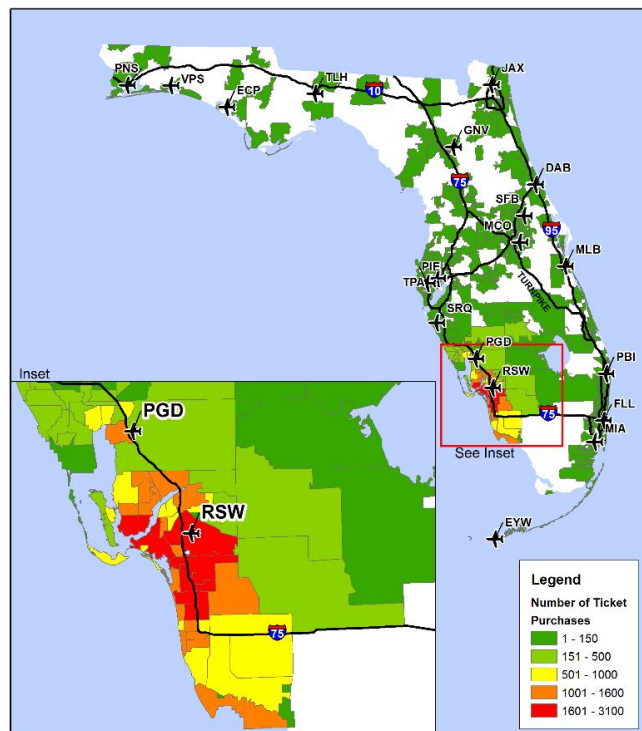 PNS
VPS
ECP
TLH
10
JAX
GNV
75
DAB
SFB
MCO
95
MLB
PIE
TPA
TURNPIKE
SRQ
PGD
RSW
PBI
FLL
75
MIA
See Inset
EYW
Inset
PGD
RSW
75
Legend
Number of Ticket
Purchases
1 - 150
151 - 500
501 - 1000
1001 - 1600
1601 - 3100